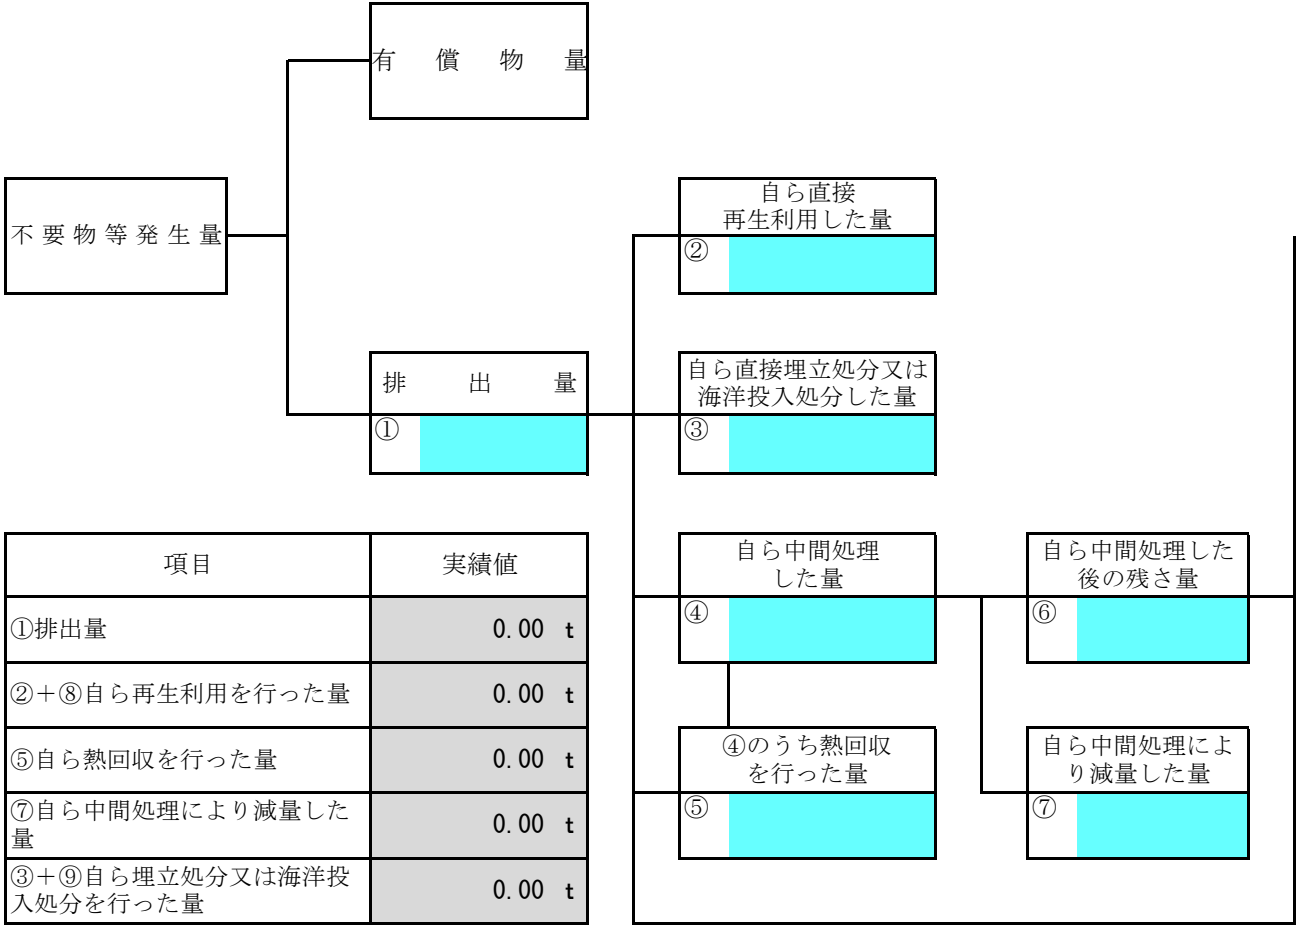 有償物量
不要物等発生量
自ら直接
再生利用した量
②
排出量
①
自ら直接埋立処分又は
海洋投入処分した量
③
自ら中間処理
した量
④
自ら中間処理した
後の残さ量
⑥
④のうち熱回収
を行った量
⑤
自ら中間処理によ
り減量した量
⑦
項目 実績値
①排出量 0.00 t
②＋⑧自ら再生利用を行った量 0.00 t
⑤自ら熱回収を行った量 0.00 t
⑦自ら中間処理により減量した
量 0.00 t
③＋⑨自ら埋立処分又は海洋投
入処分を行った量 0.00 t